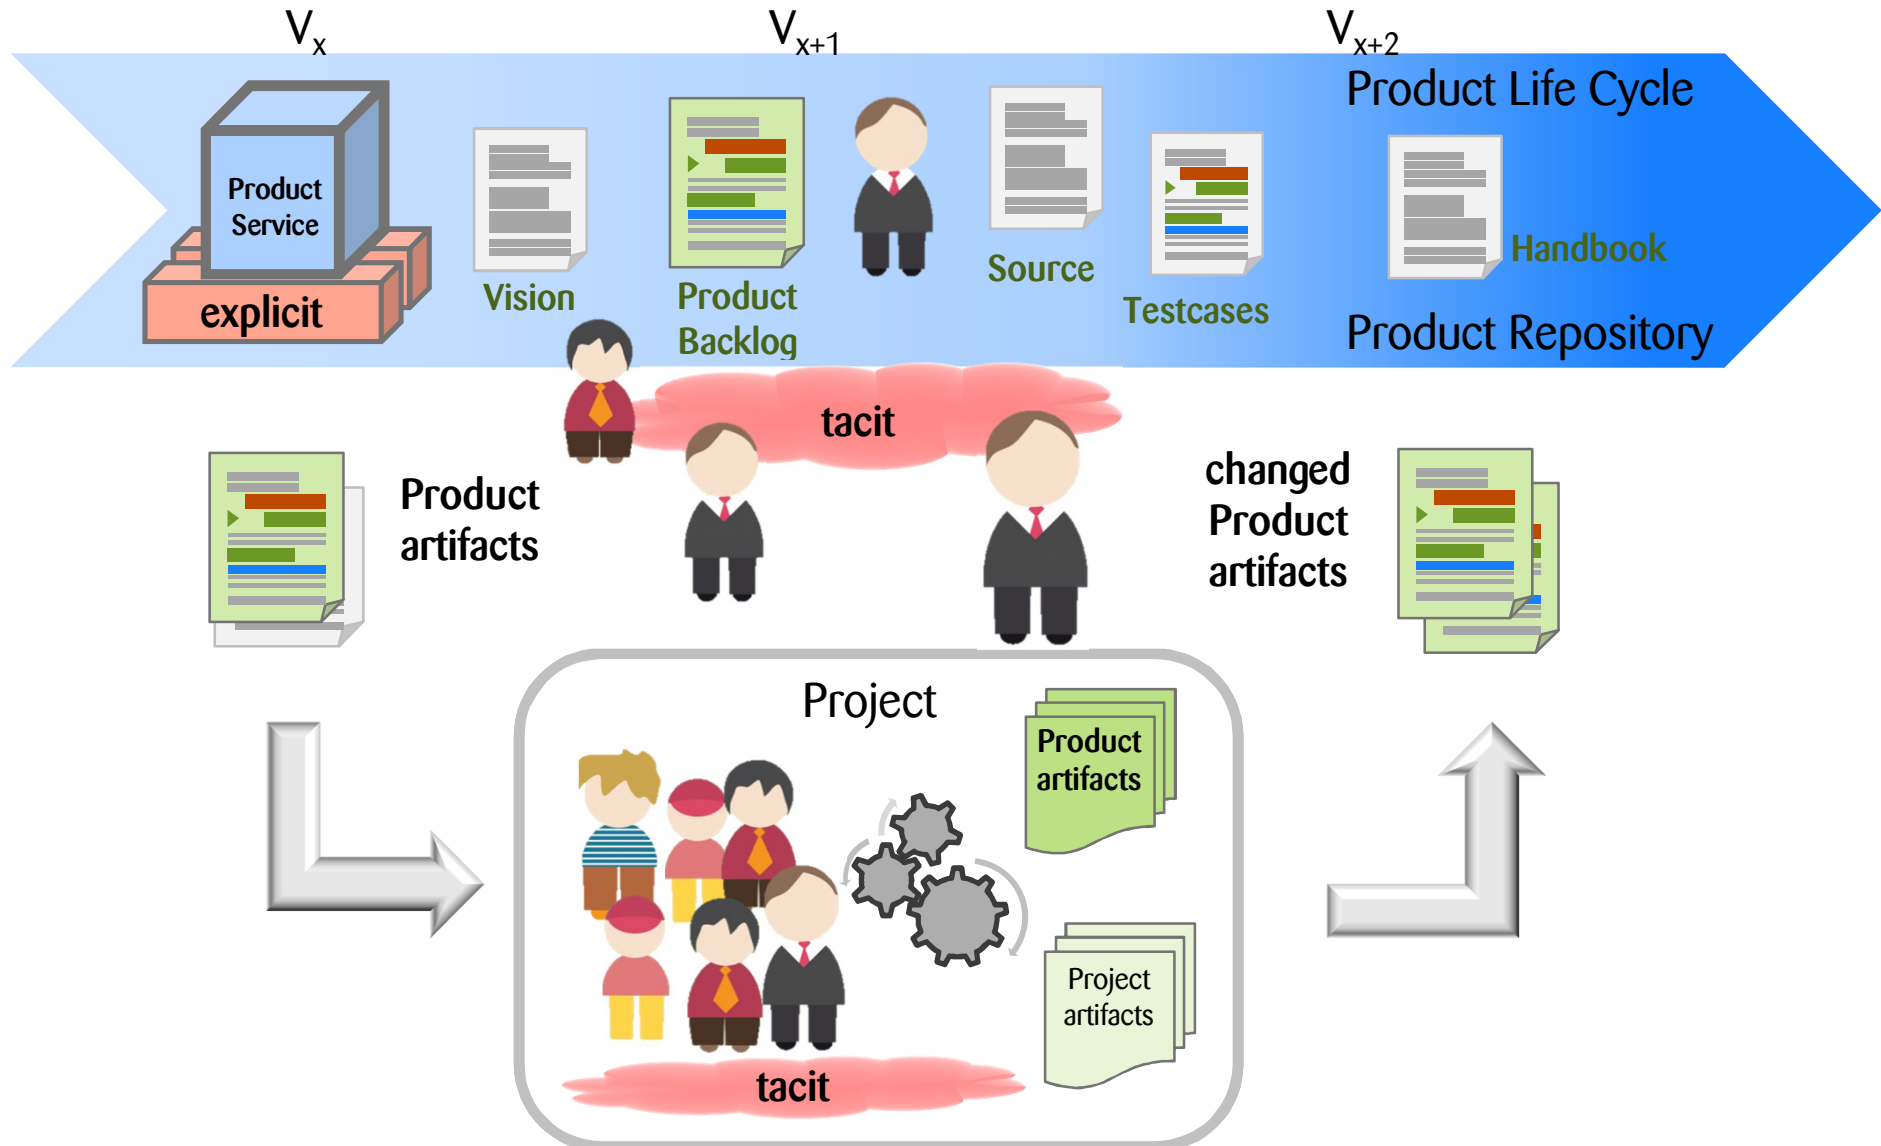 Vx
Vx+1
Vx+2
Product Life Cycle
Product
Service
explicit
Vision
Product
Backlog
Source
Testcases
Handbook
Product Repository
tacit
Product
artifacts
changed
Product
artifacts
Project
Product
artifacts
Project
artifacts
tacit